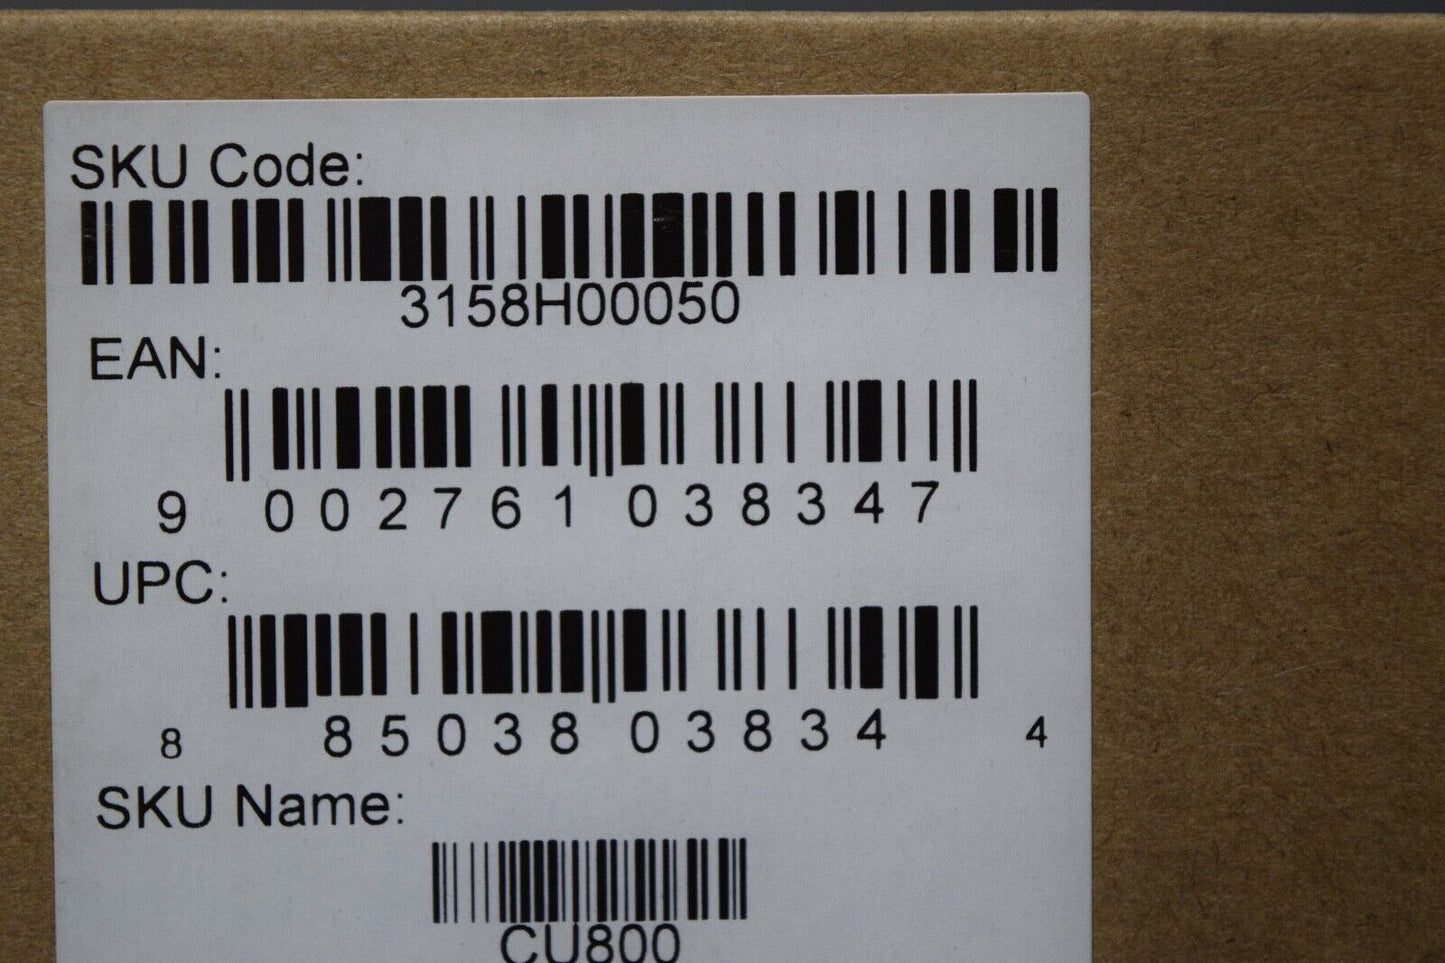 SKU Code:
3158H00050
EAN:
9 002761 038347
UPC:
8 85038 03834 4
SKU Name:
CU800